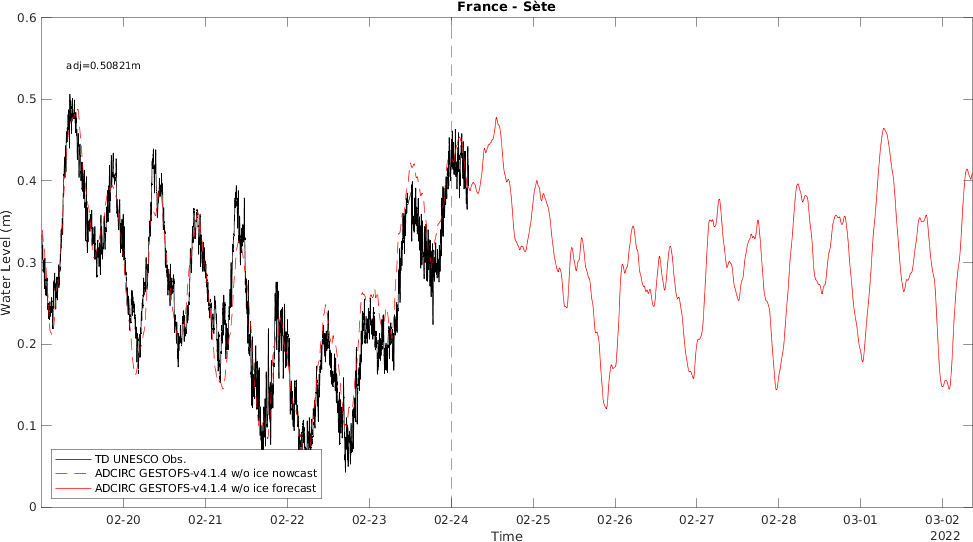 France - Sète
0.6
adj=0.50821m
0.5
0.4
0.3
0.2
0.1
0
Water Level (m)
TD UNESCO Obs.
ADCIRC GESTOFS-v4.1.4 w/o ice nowcast
ADCIRC GESTOFS-v4.1.4 w/o ice forecast
02-20 02-21 02-22 02-23 02-24 02-25 02-26 02-27 02-28 03-01 03-02
2022
Time